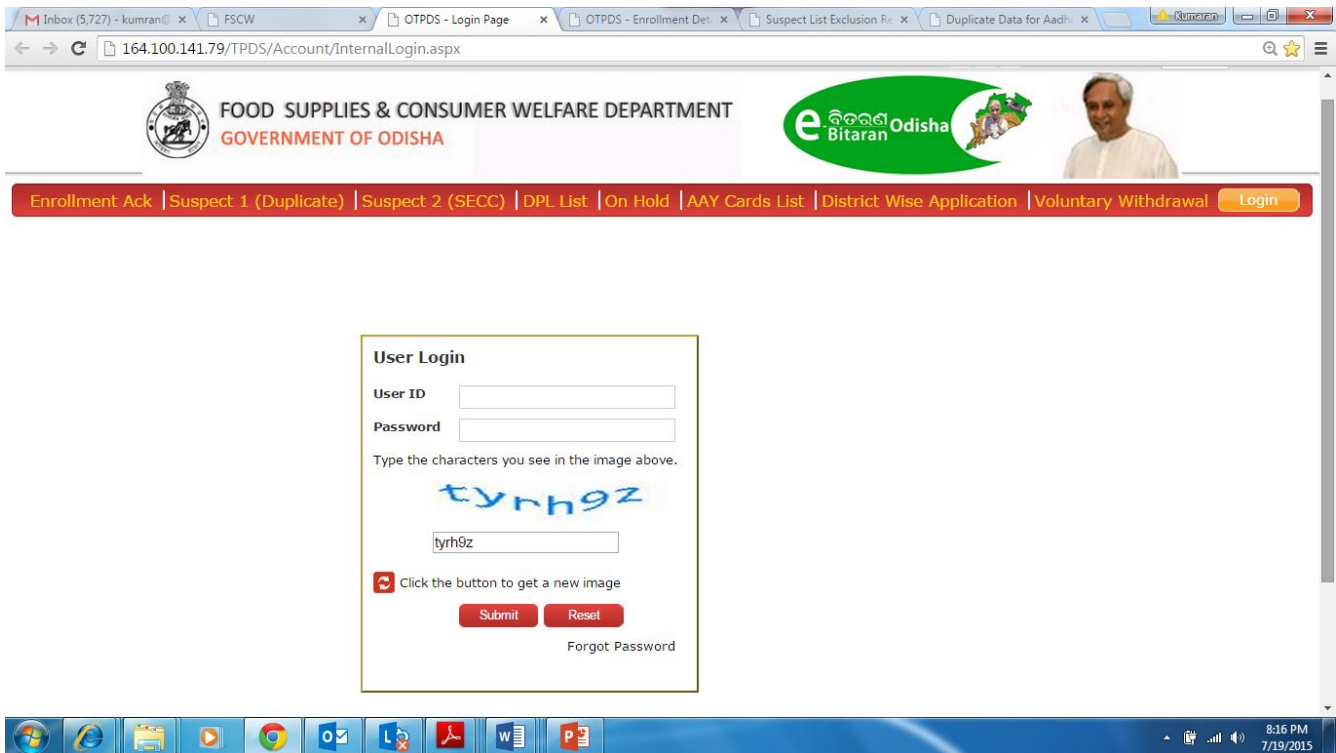 Inbox (5,727) - kumran@ FSCW OTPDS - Login Page OTPDS - Enrollment Det Suspect List Exclusion Re Duplicate Data for Aadh Kumaran
164.100.141.79/TPDS/Account/InternalLogin.aspx
FOOD SUPPLIES & CONSUMER WELFARE DEPARTMENT
GOVERNMENT OF ODISHA
e-ବିତରଣ Odisha
Bitaran
Enrollment Ack | Suspect 1 (Duplicate) | Suspect 2 (SECC) | DPL List | On Hold | AAY Cards List | District Wise Application | Voluntary Withdrawal Login
User Login
User ID
Password
Type the characters you see in the image above.
tyrh9z
tyrh9z
Click the button to get a new image
Submit Reset
Forgot Password
8:16 PM
7/19/2015